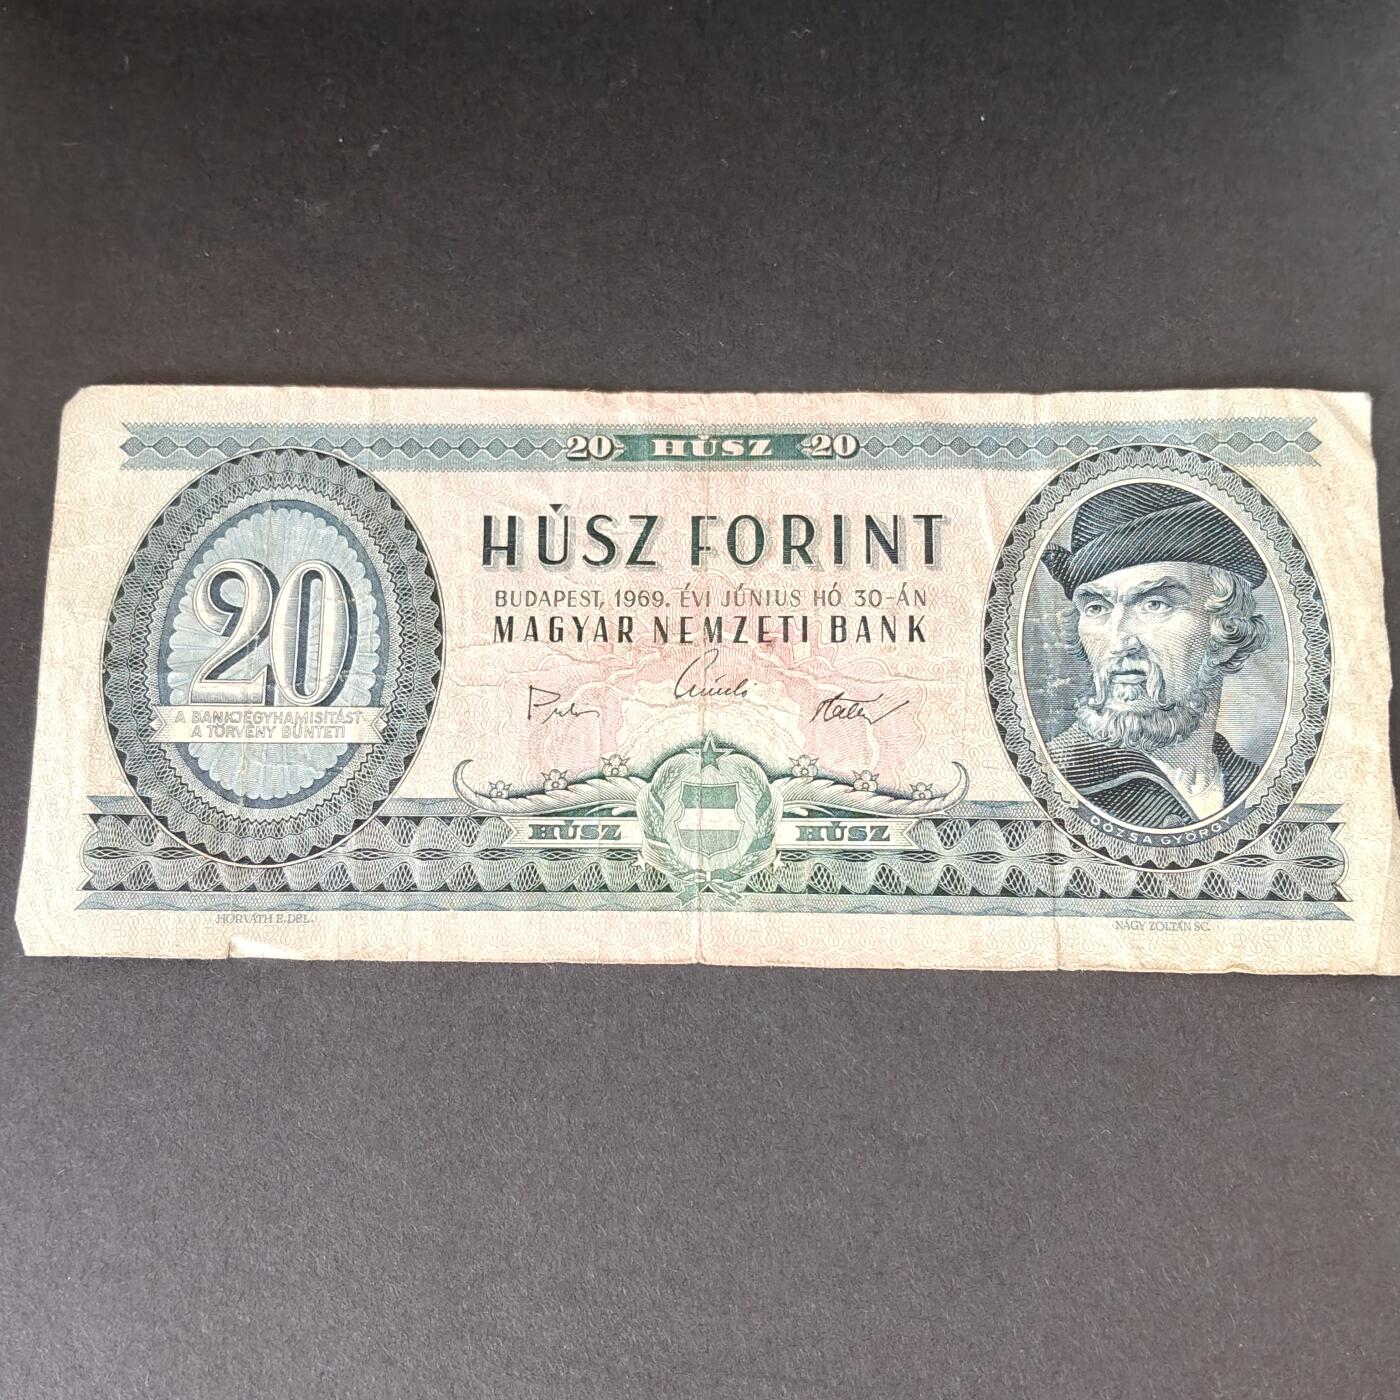 20 HÚSZ 20
HÚSZ FORINT
BUDAPEST, 1969. ÉVI JÚNIUS HÓ 30-ÁN
MAGYAR NEMZETI BANK
20
A BANKJEGYHAMISÍTÁST
A TÖRVÉNY BÜNTETI
HÚSZ HÚSZ
DÓZSA GYÖRGY
HORVÁTH E. DEL.
NAGY ZOLTÁN SC.